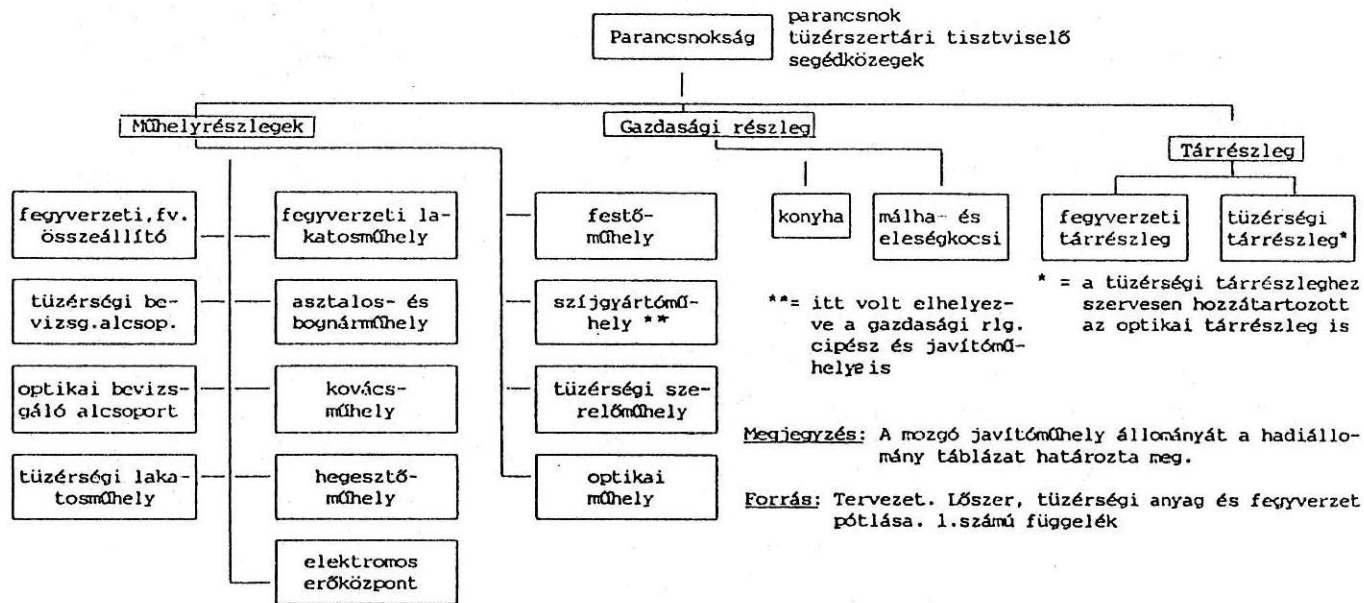 Parancsnokság
parancsnok
tüzérszertári tisztviselő
segédközegek
Műhelyrészlegek
Gazdasági részleg
Tárrészleg
fegyverzeti,fv.
összeállító
fegyverzeti la-
katosműhely
festő-
műhely
konyha
málha- és
eleségkocsi
fegyverzeti
tárrészleg
tüzérségi
tárrészleg*
tüzérségi be-
vizsg.alcsop.
asztalos- és
bognárműhely
szíjgyártómű-
hely **
optikai bevizs-
gáló alcsoport
kovács-
műhely
tüzérségi sze-
relőműhely
tüzérségi laka-
tosműhely
hegesztő-
műhely
optikai
műhely
elektromos
erőközpont
**= itt volt elhelyez-
ve a gazdasági rlg.
cipész és javítómű-
helye is
* = a tüzérségi tárrészleghez
szervesen hozzátartozott
az optikai tárrészleg is
Megjegyzés: A mozgó javítóműhely állományát a hadiállo-
mány táblázat határozta meg.
Forrás: Tervezet. Lőszer, tüzérségi anyag és fegyverzet
pótlása. 1.számú függelék